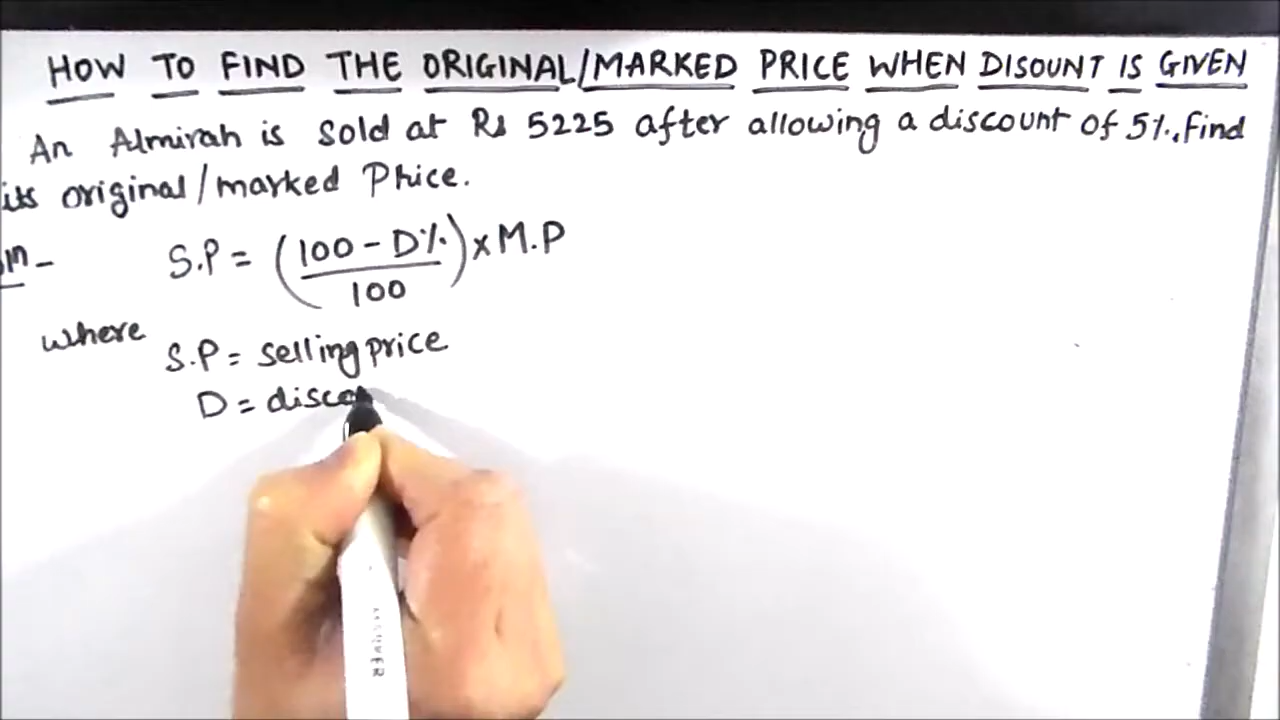 HOW TO FIND THE ORIGINAL/MARKED PRICE WHEN DISOUNT IS GIVEN
An Almirah is sold at Rs 5225 after allowing a discount of 5%. Find
its original/marked Price.
S.P = (100 - D% / 100) × M.P
where
S.P = selling price
D = disco